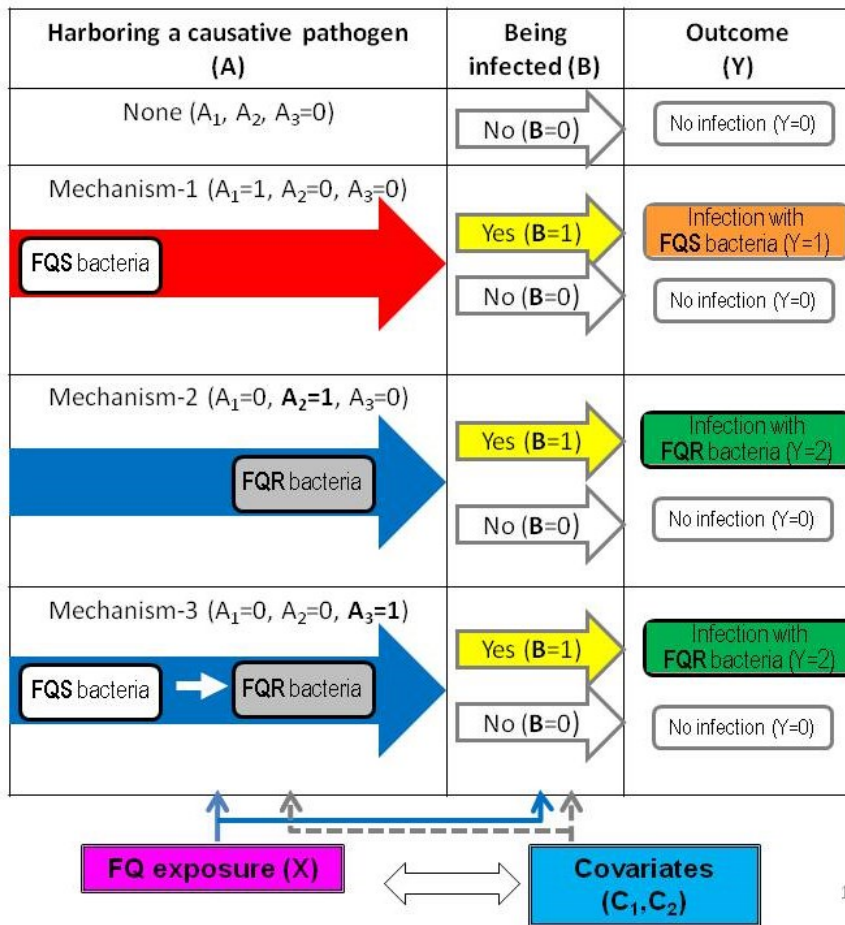 Harboring a causative pathogen
(A)
Being
infected (B)
Outcome
(Y)
None (A₁, A₂, A₃=0)
No (B=0)
No infection (Y=0)
Mechanism-1 (A₁=1, A₂=0, A₃=0)
FQS bacteria
Yes (B=1)
No (B=0)
Infection with
FQS bacteria (Y=1)
No infection (Y=0)
Mechanism-2 (A₁=0, A₂=1, A₃=0)
FQR bacteria
Yes (B=1)
No (B=0)
Infection with
FQR bacteria (Y=2)
No infection (Y=0)
Mechanism-3 (A₁=0, A₂=0, A₃=1)
FQS bacteria
FQR bacteria
Yes (B=1)
No (B=0)
Infection with
FQR bacteria (Y=2)
No infection (Y=0)
FQ exposure (X)
Covariates
(C₁,C₂)
1